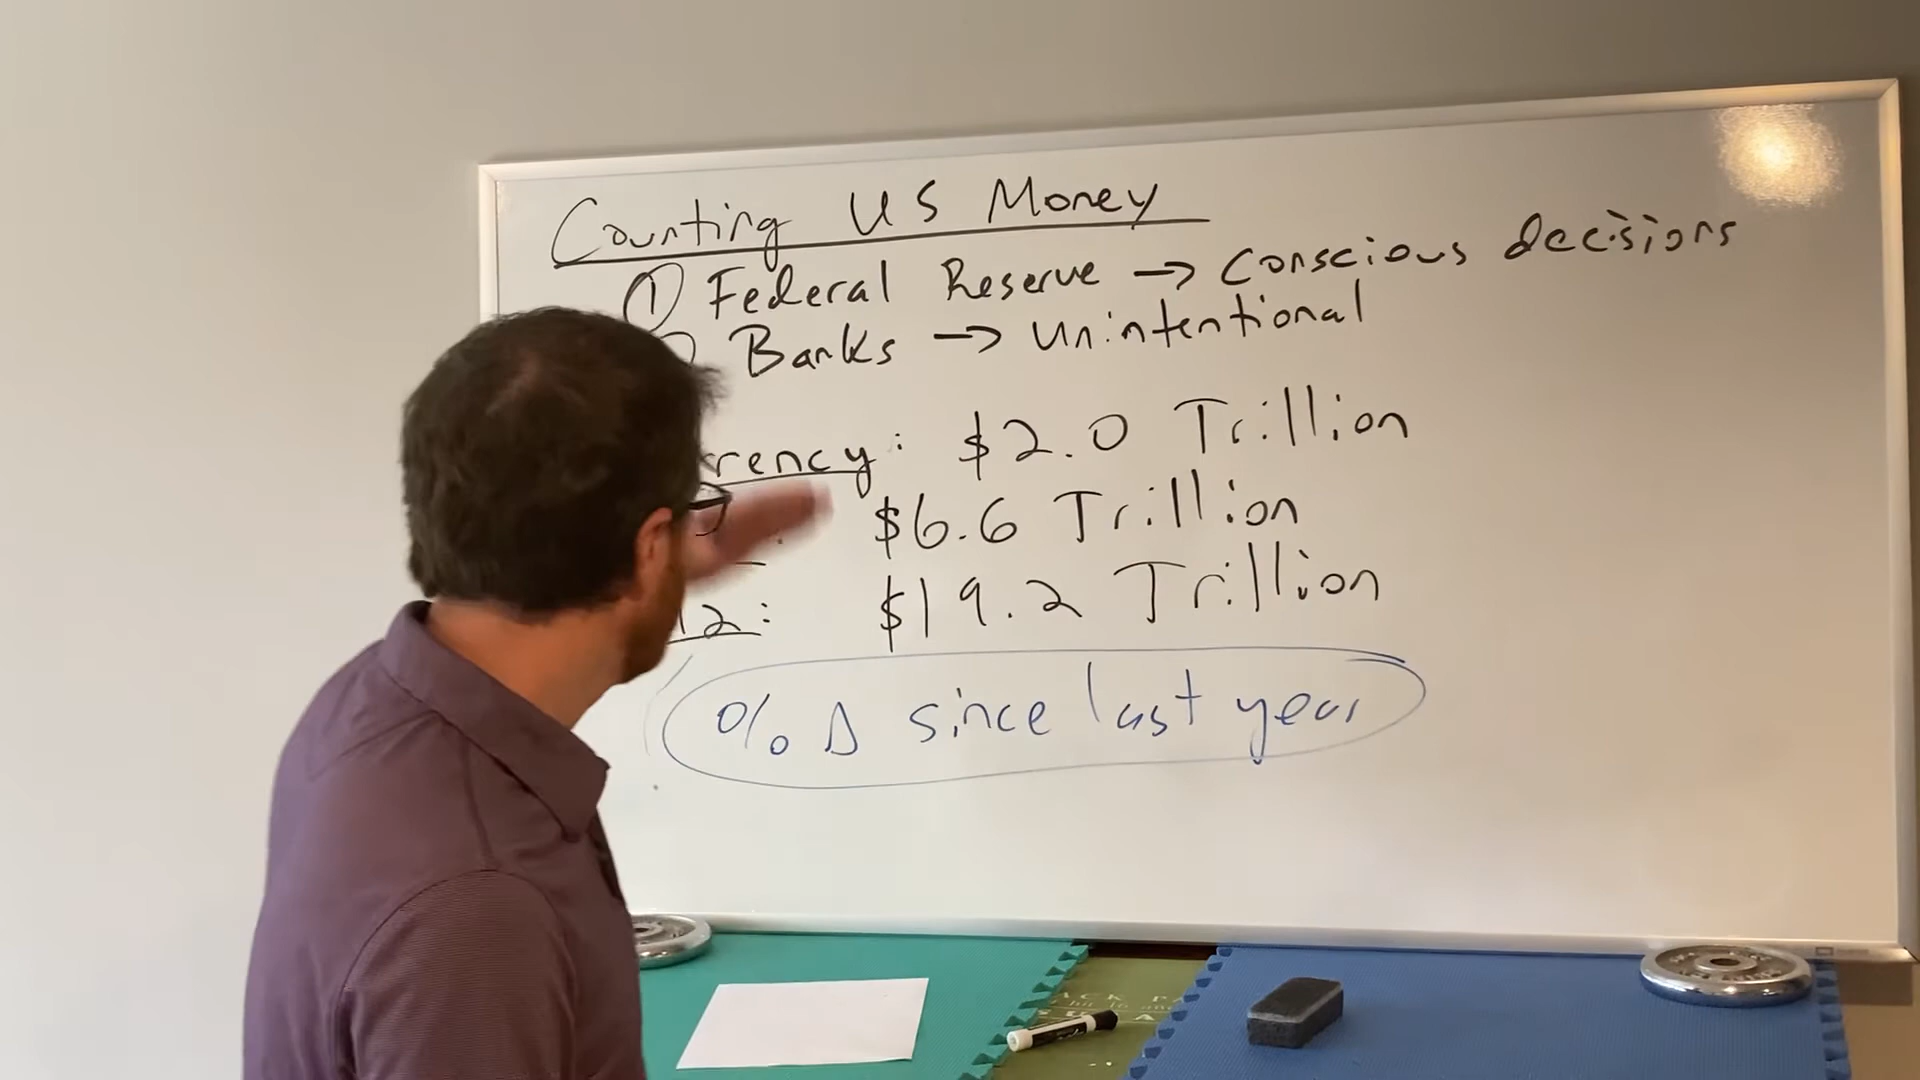 Counting US Money
① Federal Reserve → Conscious decisions
Banks → Unintentional
rrency: $2.0 Trillion
: $6.6 Trillion
12: $19.2 Trillion
% Δ since last year